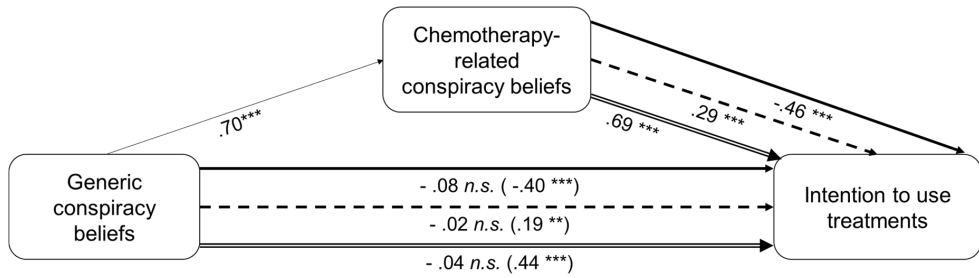 Chemotherapy-
related
conspiracy beliefs
.70***
-.46 ***
.29 ***
.69 ***
Generic
conspiracy
beliefs
- .08 n.s. ( -.40 ***)
- .02 n.s. (.19 **)
- .04 n.s. (.44 ***)
Intention to use
treatments